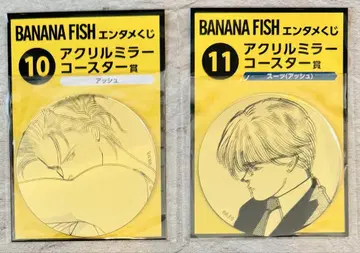 BANANA FISH エンタメくじ
10 アクリルミラー
コースター賞
アッシュ
BANANA FISH エンタメくじ
11 アクリルミラー
コースター賞
スーツ(アッシュ)